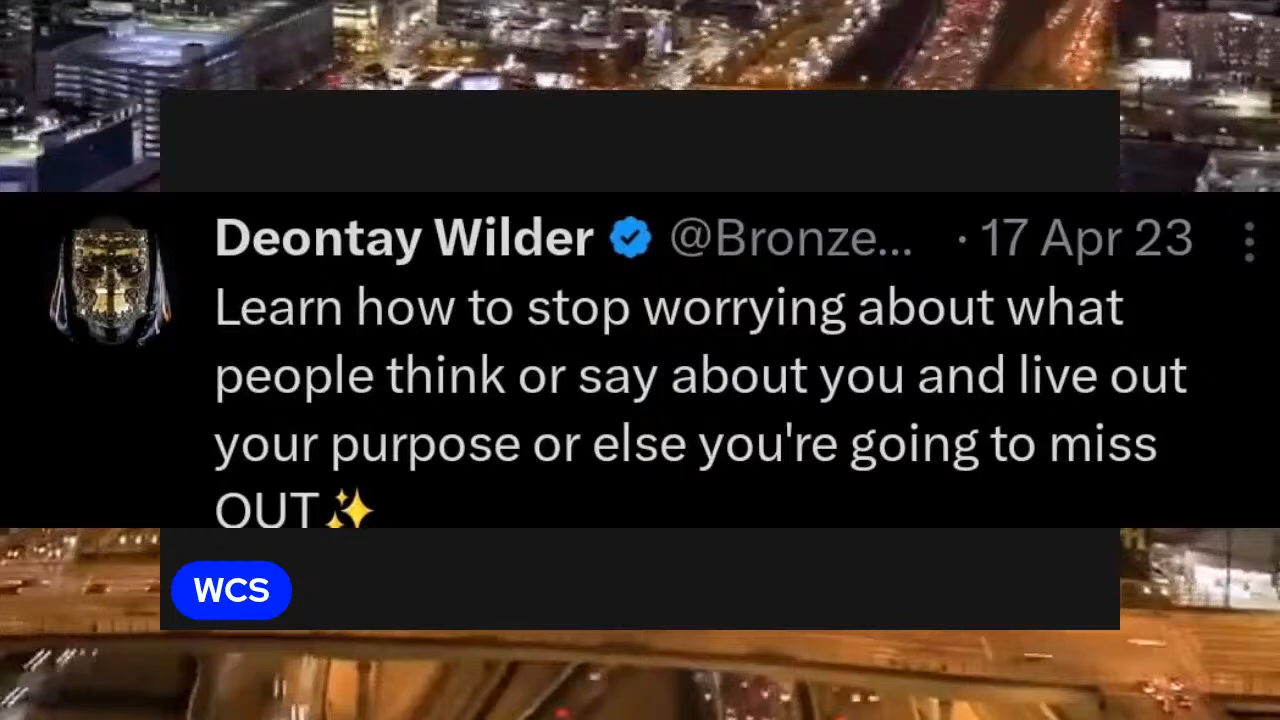 Deontay Wilder @Bronze... · 17 Apr 23
Learn how to stop worrying about what
people think or say about you and live out
your purpose or else you're going to miss
OUT✨
WCS